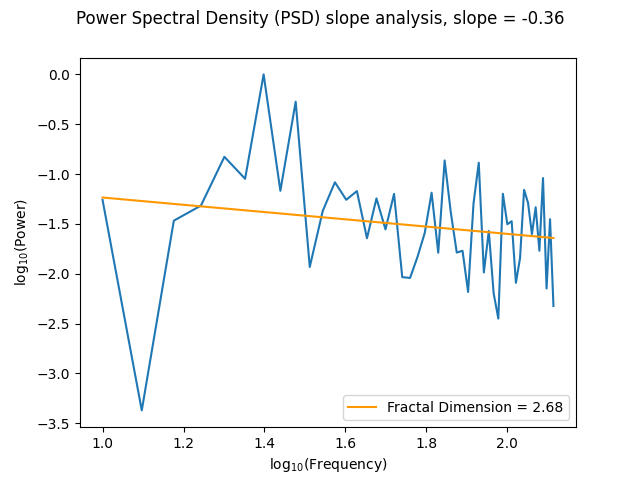 Power Spectral Density (PSD) slope analysis, slope = -0.36
0.0
−0.5
−1.0
−1.5
−2.0
−2.5
−3.0
−3.5
log₁₀(Power)
Fractal Dimension = 2.68
1.0 1.2 1.4 1.6 1.8 2.0
log₁₀(Frequency)